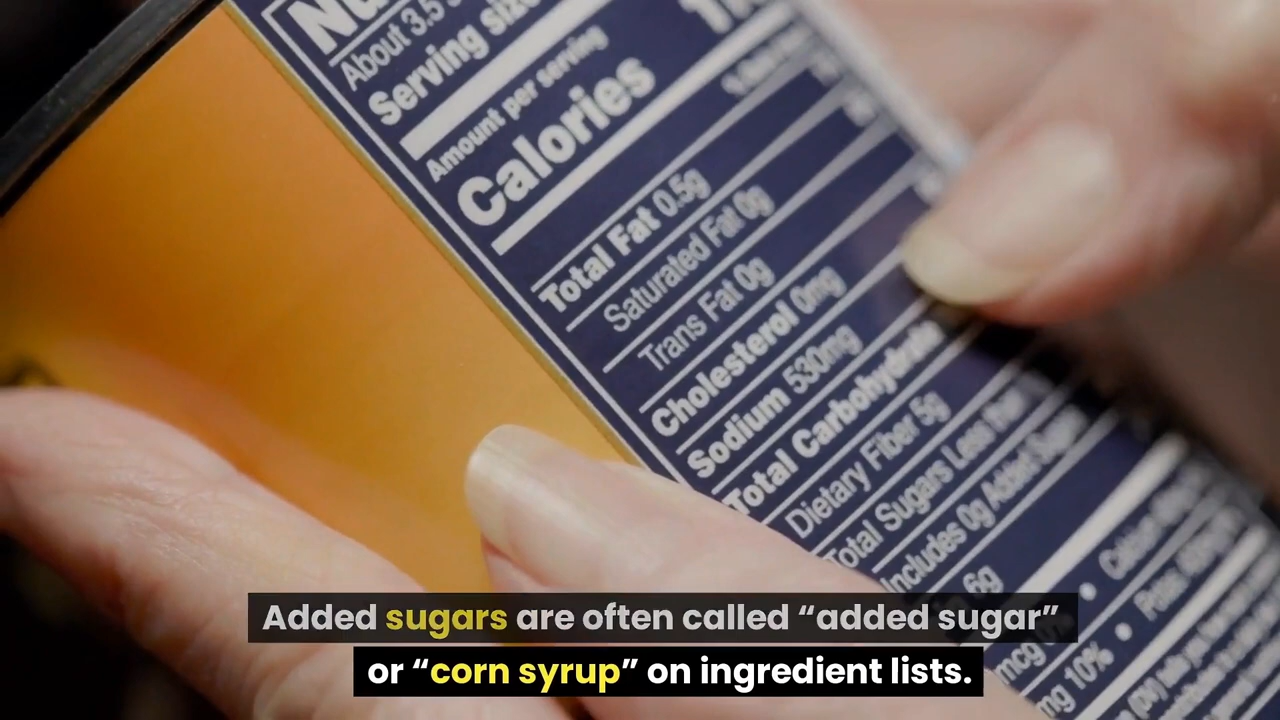 About 3.5
Serving size
Amount per serving
Calories
Total Fat 0.5g
Saturated Fat 0g
Trans Fat 0g
Cholesterol 0mg
Sodium 530mg
Total Carbohydrate
Dietary Fiber 5g
Total Sugars Less than
Includes 0g Added Sugars
6g
mcg
mg 10%
Added sugars are often called “added sugar”
or “corn syrup” on ingredient lists.